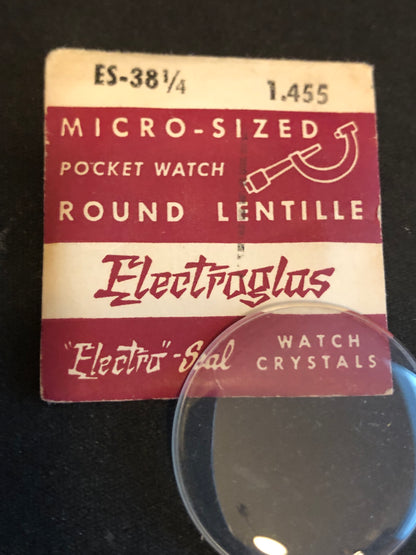 ES-38¼ 1.455
MICRO-SIZED
POCKET WATCH
ROUND LENTILLE
Electroglas
"Electro"-Seal WATCH
CRYSTALS